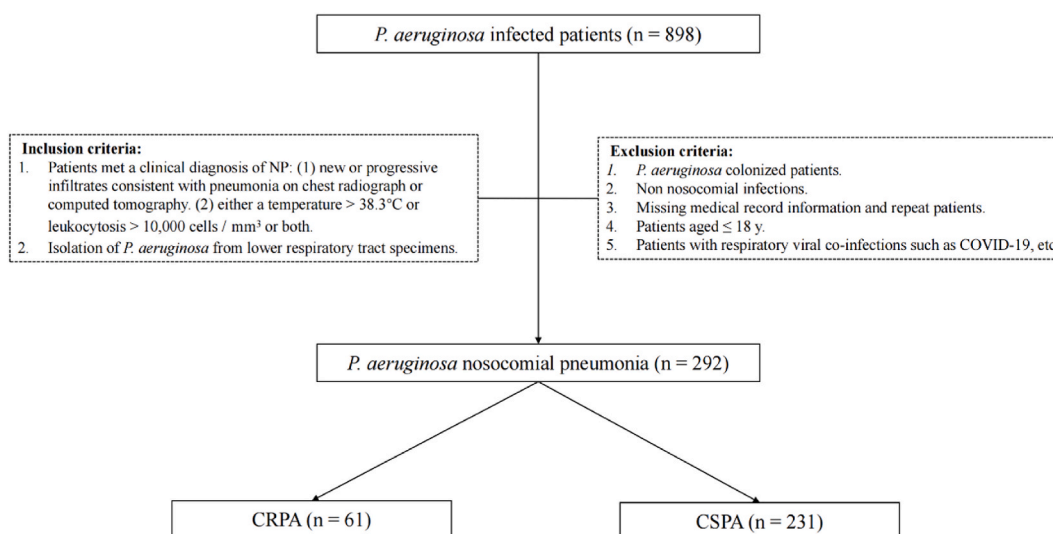 P. aeruginosa infected patients (n = 898)
Inclusion criteria:
1. Patients met a clinical diagnosis of NP: (1) new or progressive
infiltrates consistent with pneumonia on chest radiograph or
computed tomography. (2) either a temperature > 38.3°C or
leukocytosis > 10,000 cells / mm³ or both.
2. Isolation of P. aeruginosa from lower respiratory tract specimens.
Exclusion criteria:
1. P. aeruginosa colonized patients.
2. Non nosocomial infections.
3. Missing medical record information and repeat patients.
4. Patients aged ≤ 18 y.
5. Patients with respiratory viral co-infections such as COVID-19, etc
P. aeruginosa nosocomial pneumonia (n = 292)
CRPA (n = 61)
CSPA (n = 231)